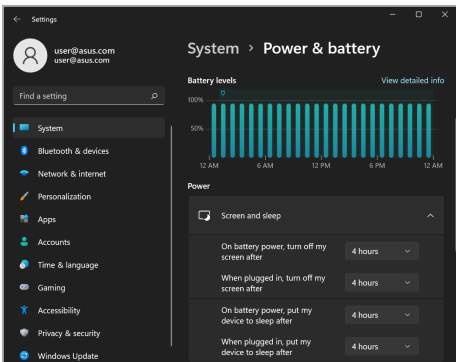 Settings
user@asus.com
user@asus.com
Find a setting
System
Bluetooth & devices
Network & internet
Personalization
Apps
Accounts
Time & language
Gaming
Accessibility
Privacy & security
Windows Update
System > Power & battery
Battery levels
View detailed info
100%
50%
12 AM 6 AM 12 PM 6 PM 12 AM
Power
Screen and sleep
On battery power, turn off my
screen after
4 hours
When plugged in, turn off my
screen after
4 hours
On battery power, put my
device to sleep after
4 hours
When plugged in, put my
device to sleep after
4 hours